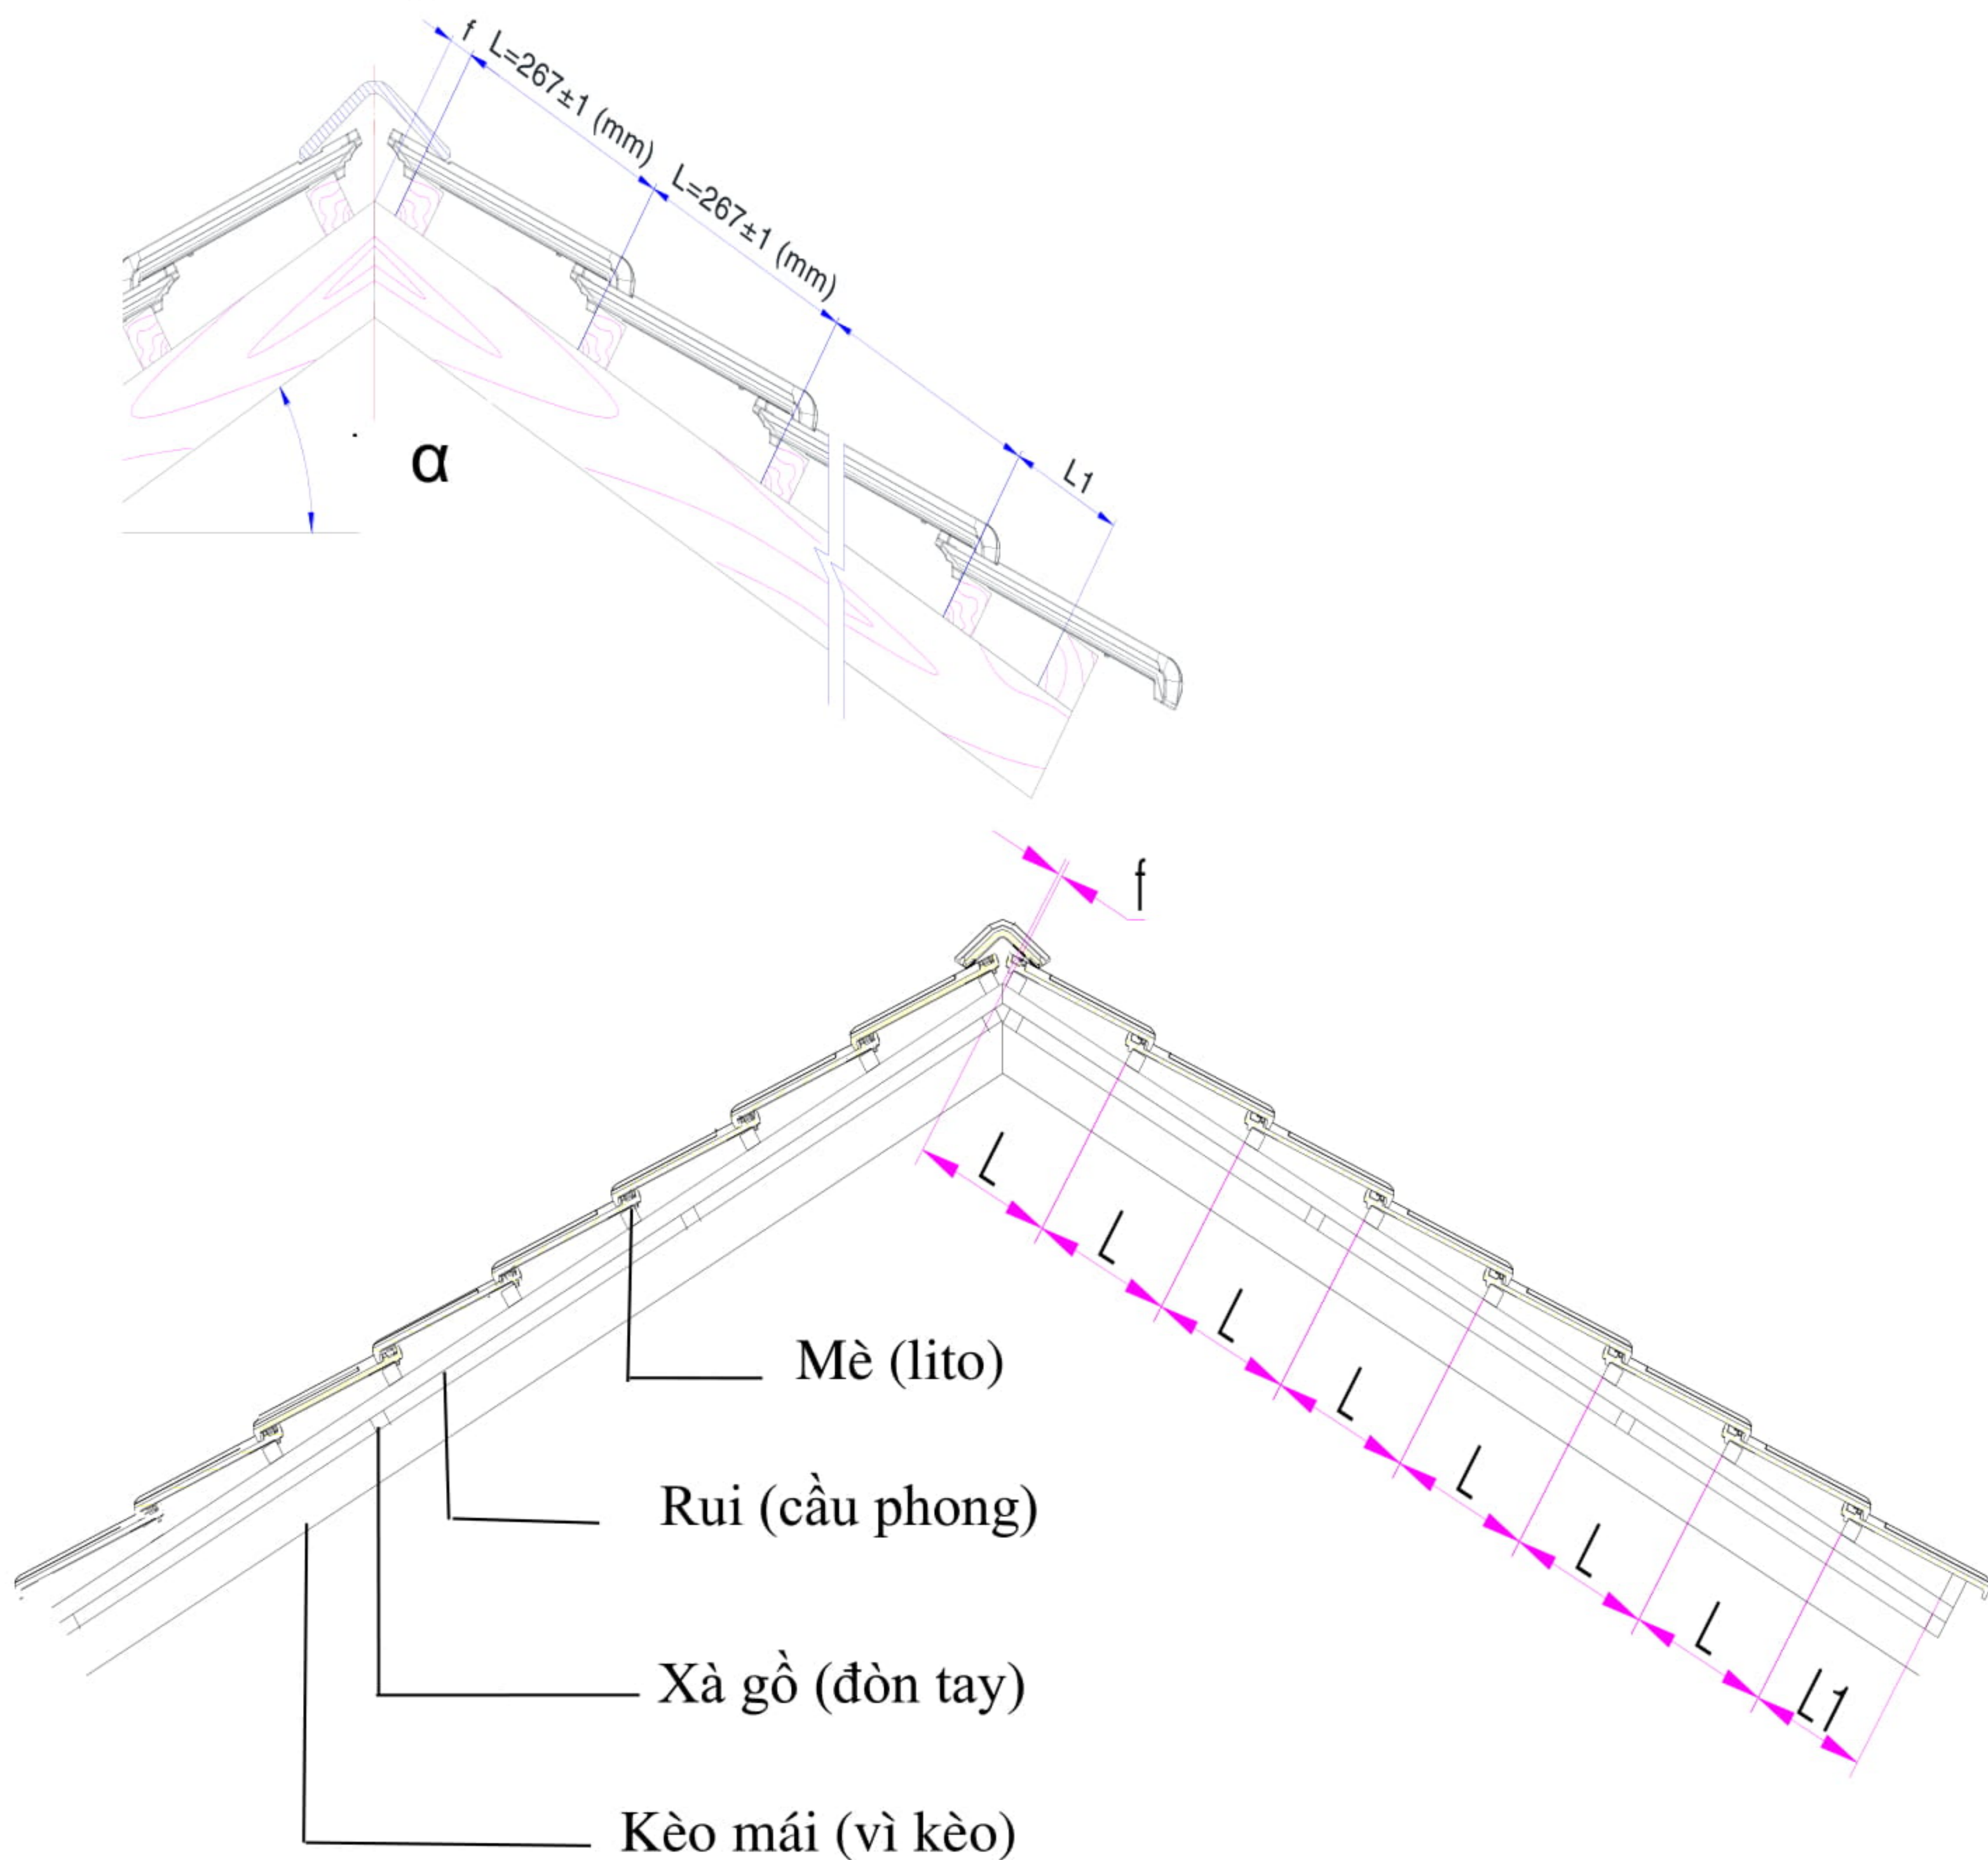 f
L=267±1 (mm)
L=267±1 (mm)
L1
α
f
L
L
L
L
L
L
L
L1
Mè (lito)
Rui (cầu phong)
Xà gồ (đòn tay)
Kèo mái (vì kèo)